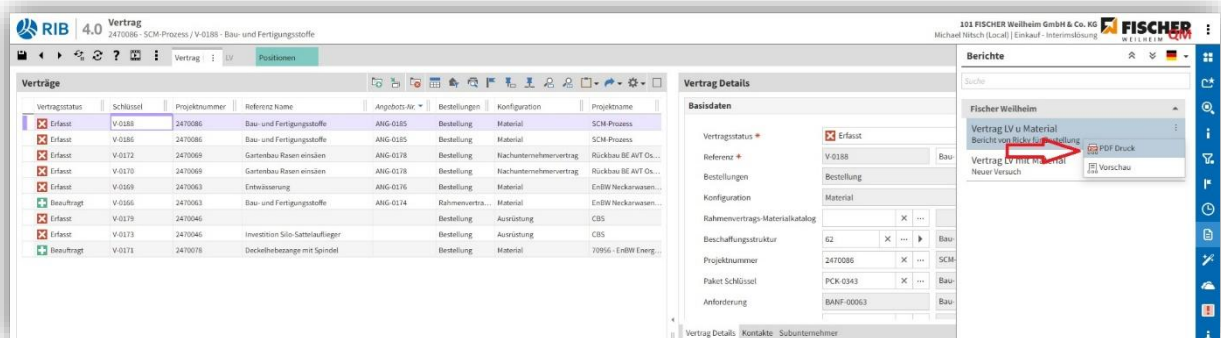 RIB 4.0 Vertrag
2470086 - SCM-Prozess / V-0188 - Bau- und Fertigungsstoffe
101 FISCHER Weilheim GmbH & Co. KG
Michael Nitsch (Local) | Einkauf - Interimslösung
FISCHER
WEILHEIM QM
Vertrag LV Positionen
Verträge
Vertragsstatus Schlüssel Projektnummer Referenz Name Angebots-Nr. Bestellungen Konfiguration Projektname
Erfasst V-0188 2470086 Bau- und Fertigungsstoffe ANG-0185 Bestellung Material SCM-Prozess
Erfasst V-0186 2470086 Bau- und Fertigungsstoffe ANG-0185 Bestellung Material SCM-Prozess
Erfasst V-0172 2470069 Gartenbau Rasen einsäen ANG-0178 Bestellung Nachunternehmervertrag Rückbau BE AVT Os...
Erfasst V-0170 2470069 Gartenbau Rasen einsäen ANG-0178 Bestellung Nachunternehmervertrag Rückbau BE AVT Os...
Erfasst V-0169 2470063 Entwässerung ANG-0176 Bestellung Material EnBW Neckarwasen...
Beauftragt V-0166 2470063 Bau- und Fertigungsstoffe ANG-0174 Rahmenvertra... Material EnBW Neckarwasen...
Erfasst V-0179 2470046 Bestellung Ausrüstung CBS
Erfasst V-0173 2470046 Investition Silo-Sattelauflieger Bestellung Ausrüstung CBS
Beauftragt V-0171 2470078 Deckelhebezange mit Spindel Bestellung Material 70956 - EnBW Energ...
Vertrag Details
Basisdaten
Vertragsstatus Erfasst
Referenz V-0188 Bau-
Bestellungen Bestellung
Konfiguration Material
Rahmenvertrags-Materialkatalog
Beschaffungsstruktur 62 Bau-
Projektnummer 2470086 SCM-
Paket Schlüssel PCK-0343 Bau-
Anforderung BANF-00063 Bau-
Vertrag Details Kontakte Subunternehmer
Berichte
Suche
Fischer Weilheim
Vertrag LV u Material
Bericht von Ricky für Bestellung
Vertrag LV mit Material
Neuer Versuch
PDF Druck
Vorschau